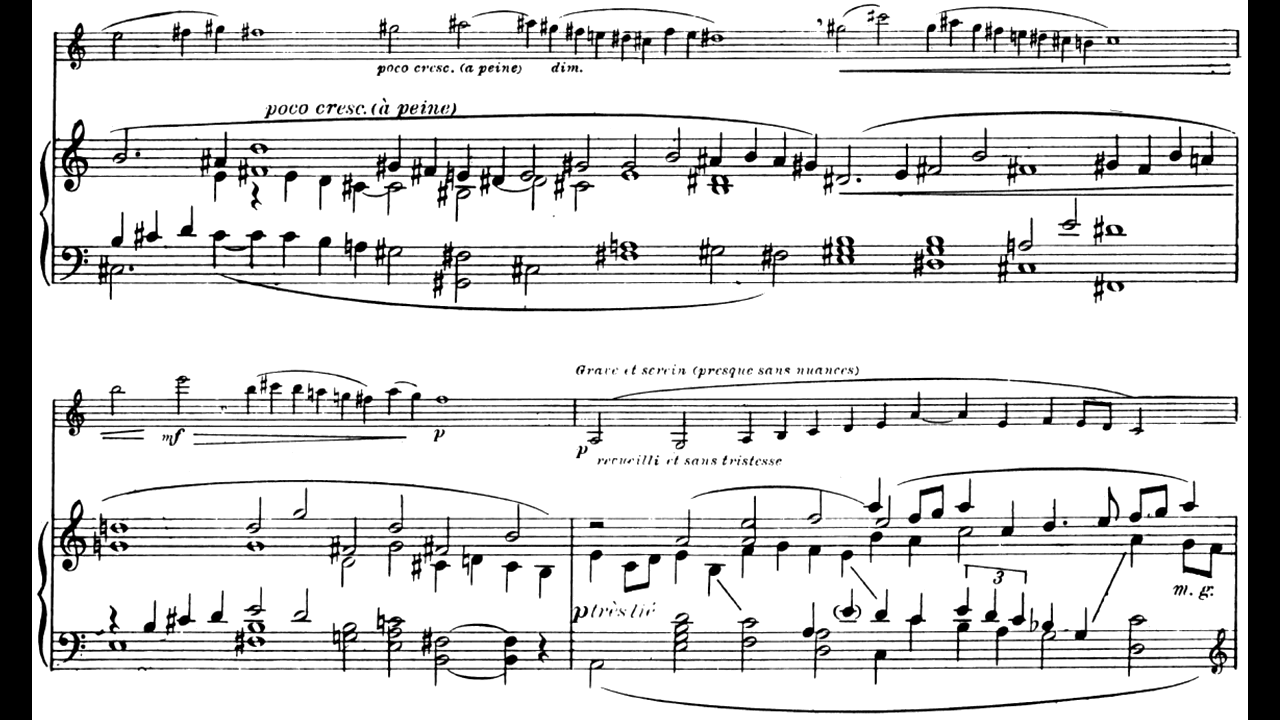 poco cresc. (a peine) dim.
poco cresc. (à peine)
mf p
Grave et serein (presque sans nuances)
p
recueilli et sans tristesse
3
m. g.
p très lié